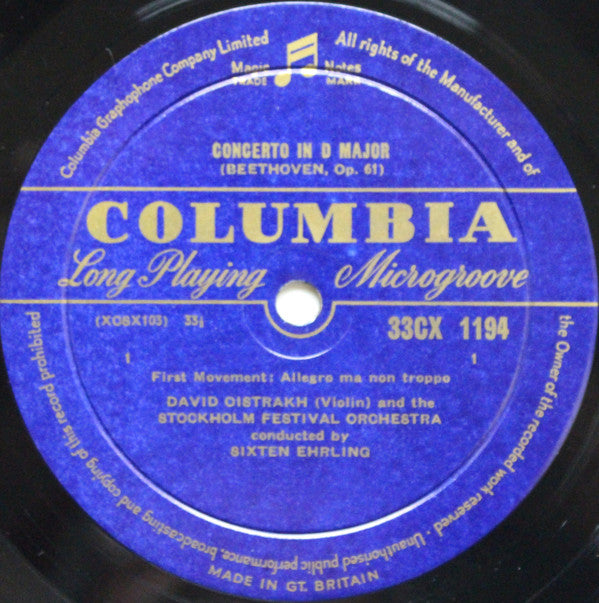 Columbia Graphophone Company Limited
All rights of the Manufacturer and of
the Owner of the recorded work reserved · Unauthorised public performance, broadcasting and copying of this record prohibited
Magic Notes
TRADE MARK
CONCERTO IN D MAJOR
(BEETHOVEN, Op. 61)
COLUMBIA
Long Playing Microgroove
(XCSX103) 33⅓
33CX 1194
1 1
First Movement: Allegro ma non troppo
DAVID OISTRAKH (Violin) and the
STOCKHOLM FESTIVAL ORCHESTRA
conducted by
SIXTEN EHRLING
MADE IN GT. BRITAIN